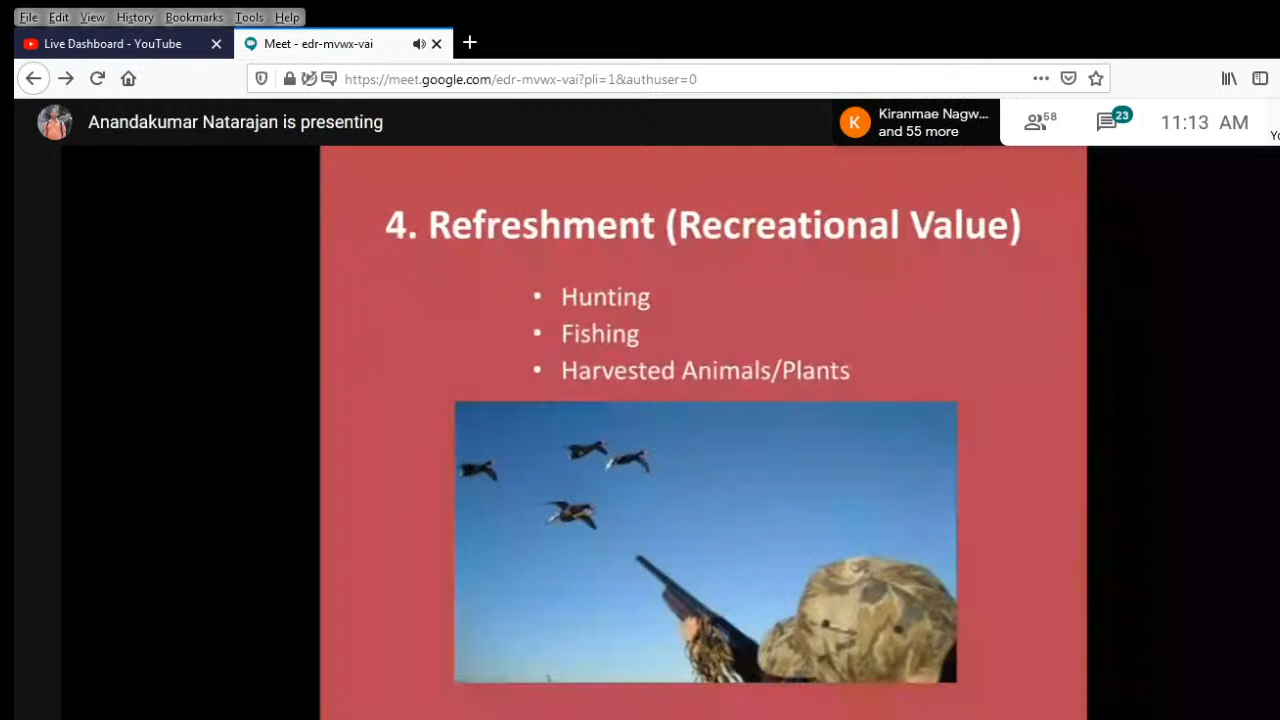 File Edit View History Bookmarks Tools Help
Live Dashboard - YouTube
Meet - edr-mvwx-vai
https://meet.google.com/edr-mvwx-vai?pli=1&authuser=0
Anandakumar Natarajan is presenting
K
Kiranmae Nagw...
and 55 more
58
23
11:13 AM
4. Refreshment (Recreational Value)
• Hunting
• Fishing
• Harvested Animals/Plants